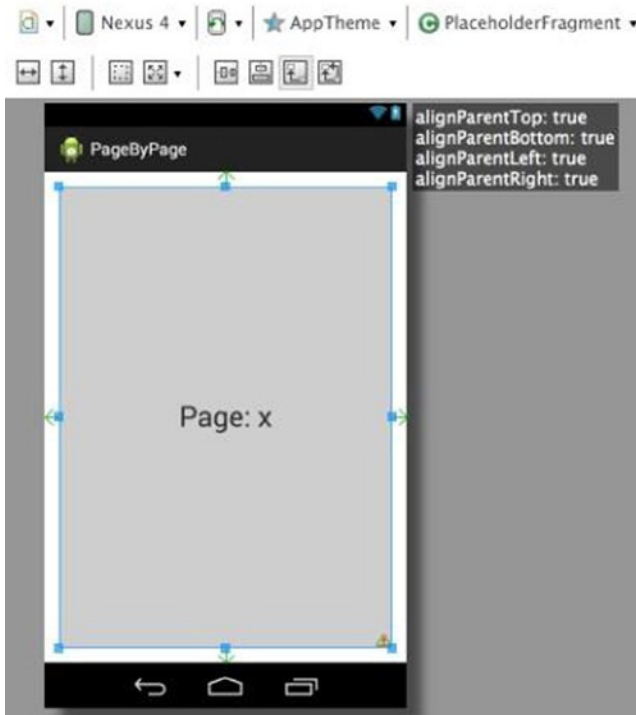 Nexus 4 AppTheme PlaceholderFragment
PageByPage
alignParentTop: true
alignParentBottom: true
alignParentLeft: true
alignParentRight: true
Page: x